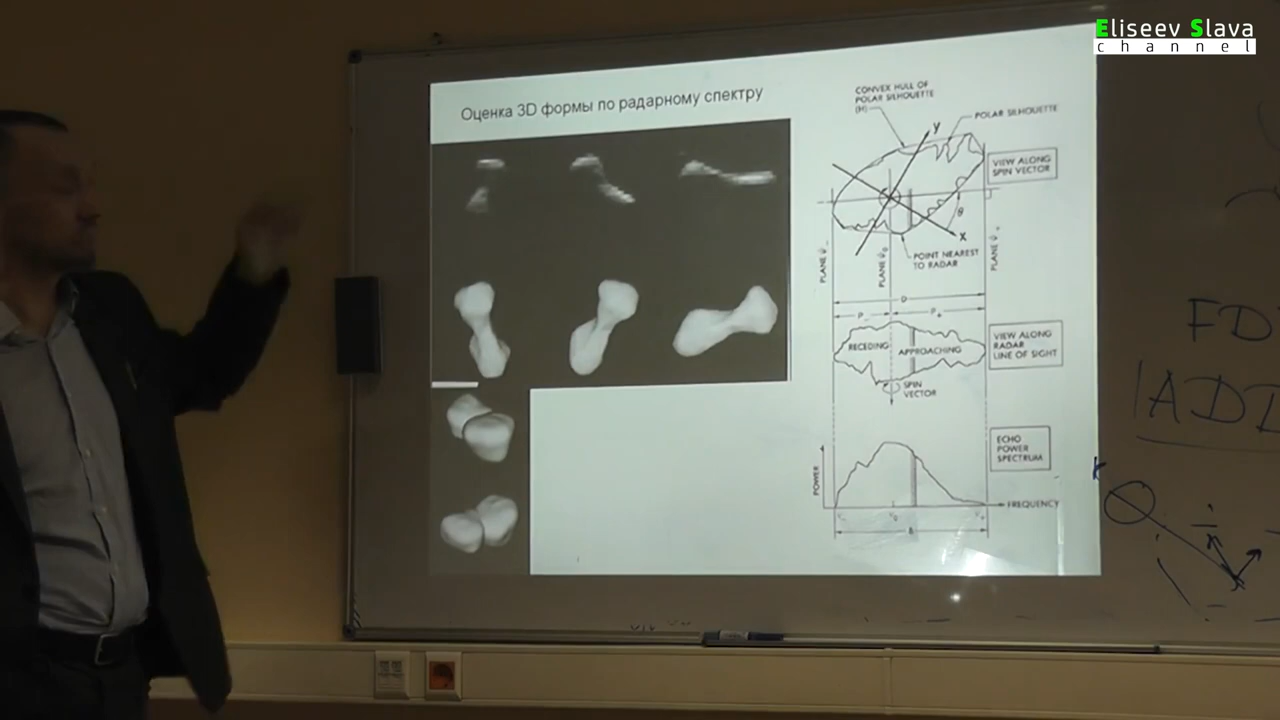 Eliseev Slava
channel
Оценка 3D формы по радарному спектру
CONVEX HULL OF
POLAR SILHOUETTE
(H)
POLAR SILHOUETTE
y
VIEW ALONG
SPIN VECTOR
θ
x
POINT NEAREST
TO RADAR
PLANE
PLANE
PLANE
D
P-
P+
RECEDING
APPROACHING
VIEW ALONG
RADAR
LINE OF SIGHT
SPIN
VECTOR
ECHO
POWER
SPECTRUM
POWER
FREQUENCY
B
FD
ADD